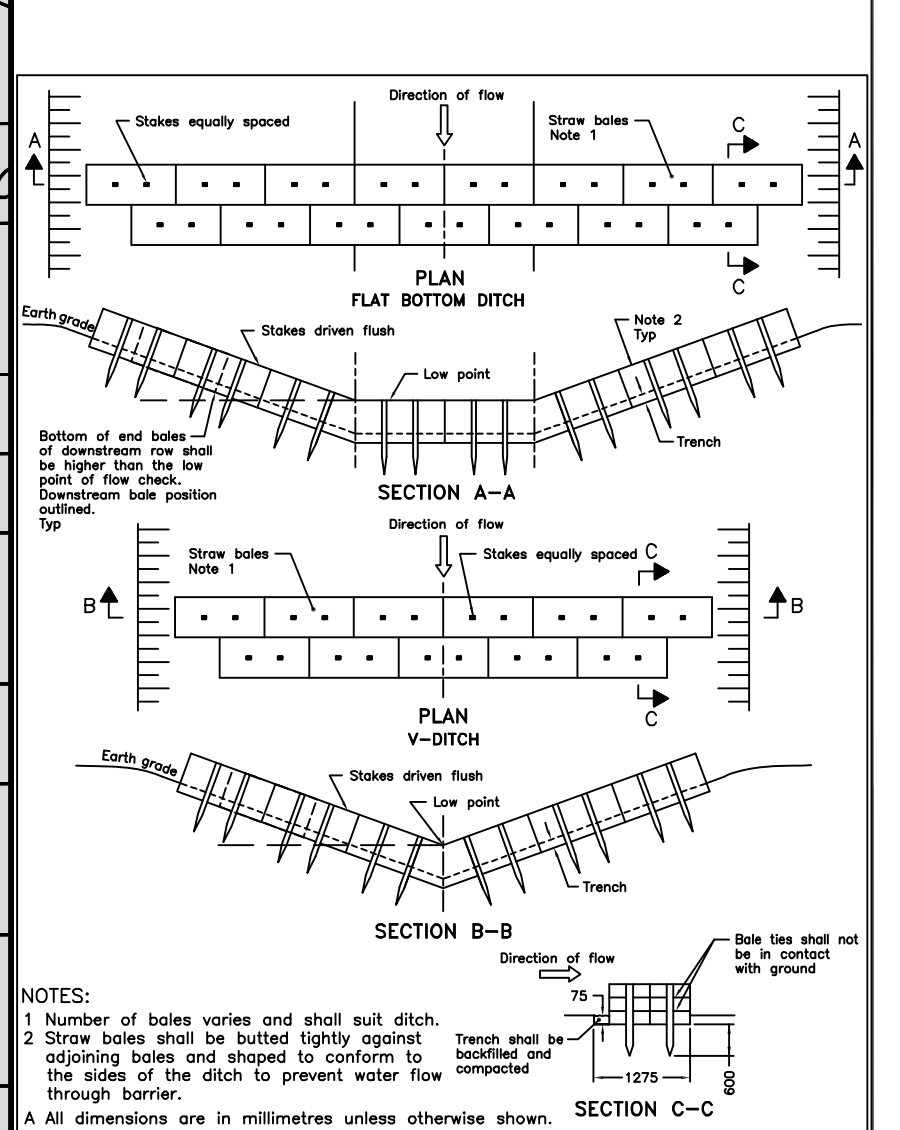 Direction of flow
A
Stakes equally spaced
Straw bales
Note 1
C
A
C
PLAN
FLAT BOTTOM DITCH
Earth grade
Stakes driven flush
Note 2
Typ
Low point
Trench
Bottom of end bales
of downstream row shall
be higher than the low
point of flow check.
Downstream bale position
outlined.
Typ
SECTION A-A
Direction of flow
Straw bales
Note 1
Stakes equally spaced
C
B
B
C
PLAN
V-DITCH
Earth grade
Stakes driven flush
Low point
Trench
SECTION B-B
Direction of flow
Bale ties shall not
be in contact
with ground
75
Trench shall be
backfilled and
compacted
1275
600
SECTION C-C
NOTES:
1 Number of bales varies and shall suit ditch.
2 Straw bales shall be butted tightly against
adjoining bales and shaped to conform to
the sides of the ditch to prevent water flow
through barrier.
A All dimensions are in millimetres unless otherwise shown.